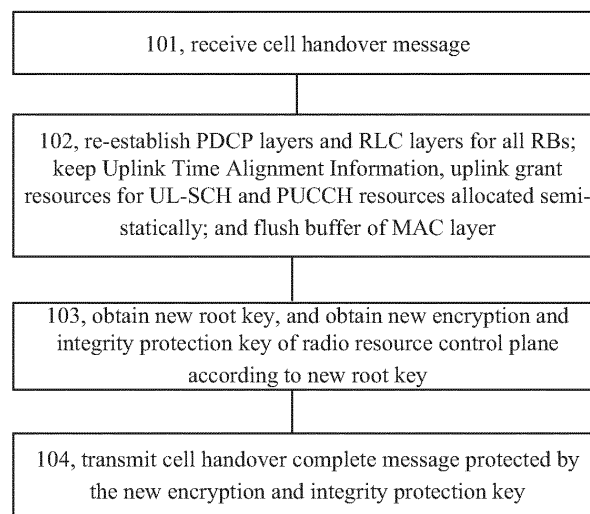 101, receive cell handover message
102, re-establish PDCP layers and RLC layers for all RBs;
keep Uplink Time Alignment Information, uplink grant
resources for UL-SCH and PUCCH resources allocated semi-
statically; and flush buffer of MAC layer
103, obtain new root key, and obtain new encryption and
integrity protection key of radio resource control plane
according to new root key
104, transmit cell handover complete message protected by
the new encryption and integrity protection key